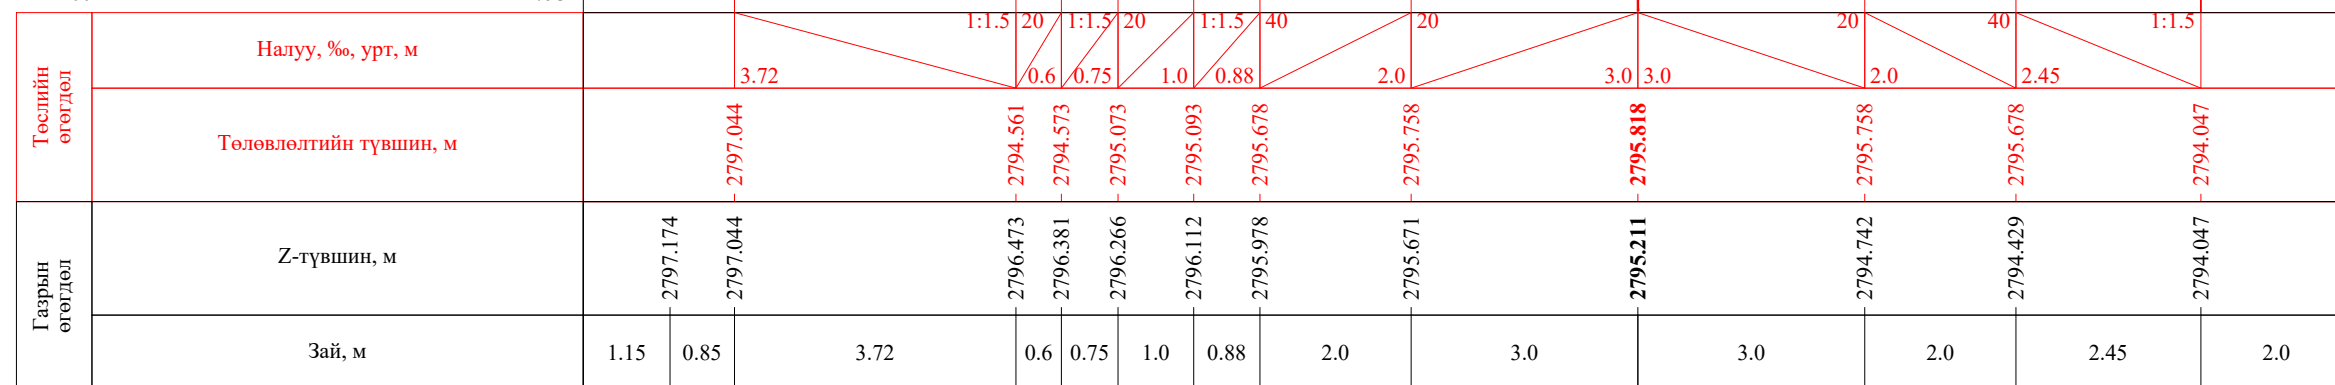 Төслийн
өгөгдөл
Налуу, ‰, урт, м
1:1.5 20 1:1.5 20 1:1.5 40 20 20 40 1:1.5
3.72 0.6 0.75 1.0 0.88 2.0 3.0 3.0 2.0 2.45
Төлөвлөлтийн түвшин, м
2797.044 2794.561 2794.573 2795.073 2795.093 2795.678 2795.758 2795.818 2795.758 2795.678 2794.047
Газрын
өгөгдөл
Z-түвшин, м
2797.174 2797.044 2796.473 2796.381 2796.266 2796.112 2795.978 2795.671 2795.211 2794.742 2794.429 2794.047
Зай, м
1.15 0.85 3.72 0.6 0.75 1.0 0.88 2.0 3.0 3.0 2.0 2.45 2.0